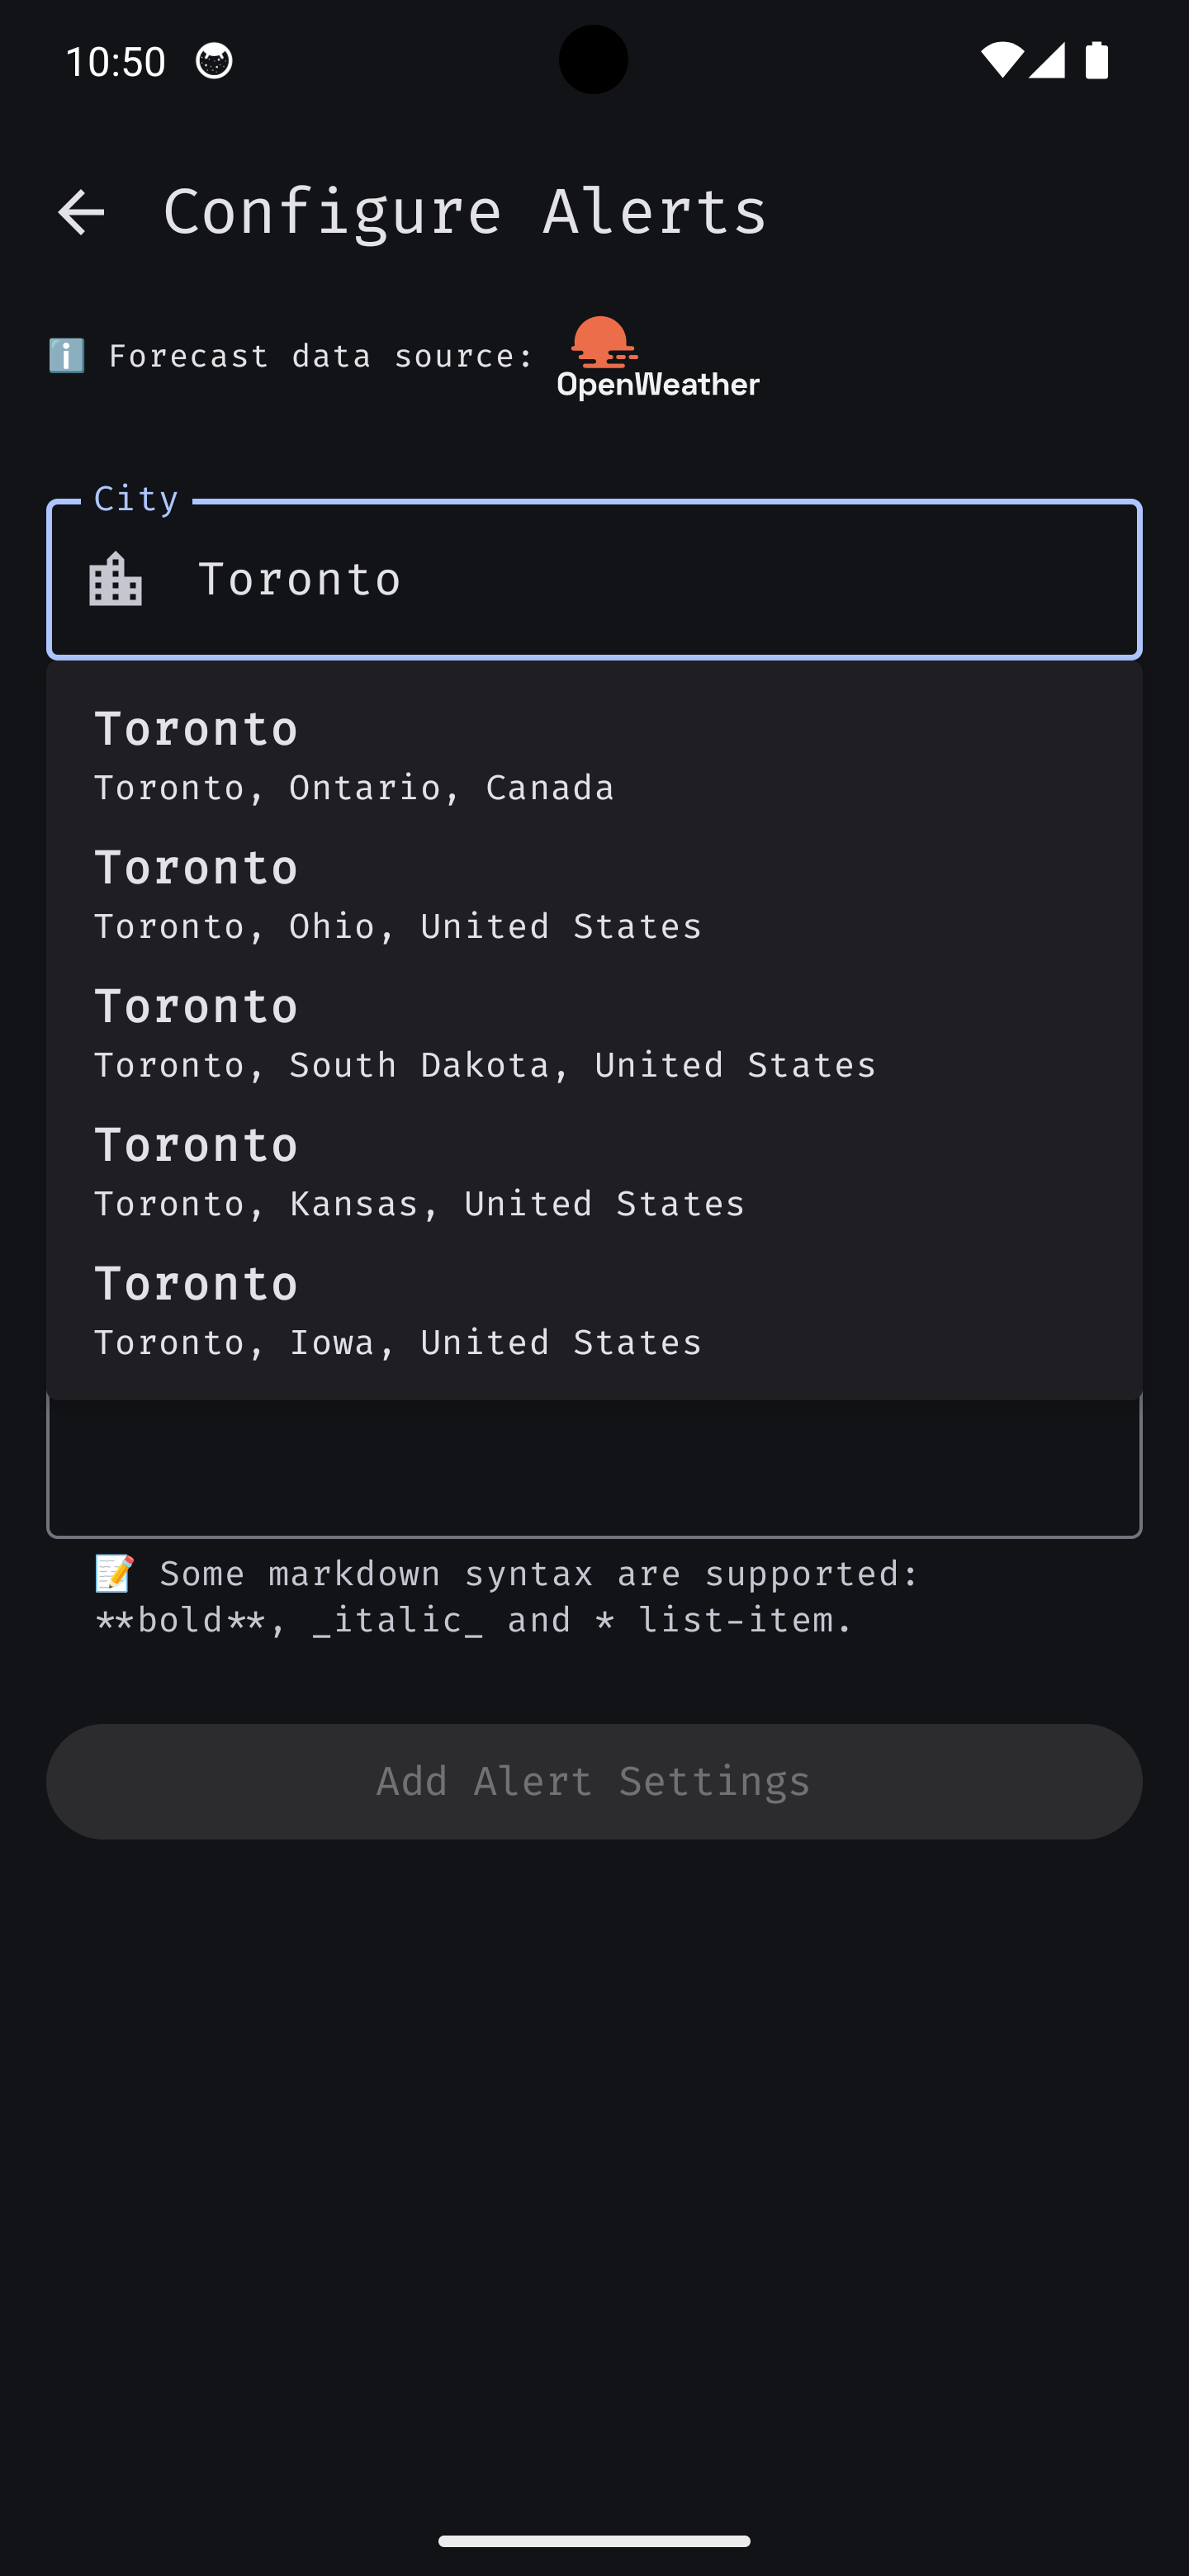 10:50
Configure Alerts
ℹ️ Forecast data source:
OpenWeather
City
Toronto
Toronto
Toronto, Ontario, Canada
Toronto
Toronto, Ohio, United States
Toronto
Toronto, South Dakota, United States
Toronto
Toronto, Kansas, United States
Toronto
Toronto, Iowa, United States
📝 Some markdown syntax are supported:
**bold**, _italic_ and * list-item.
Add Alert Settings